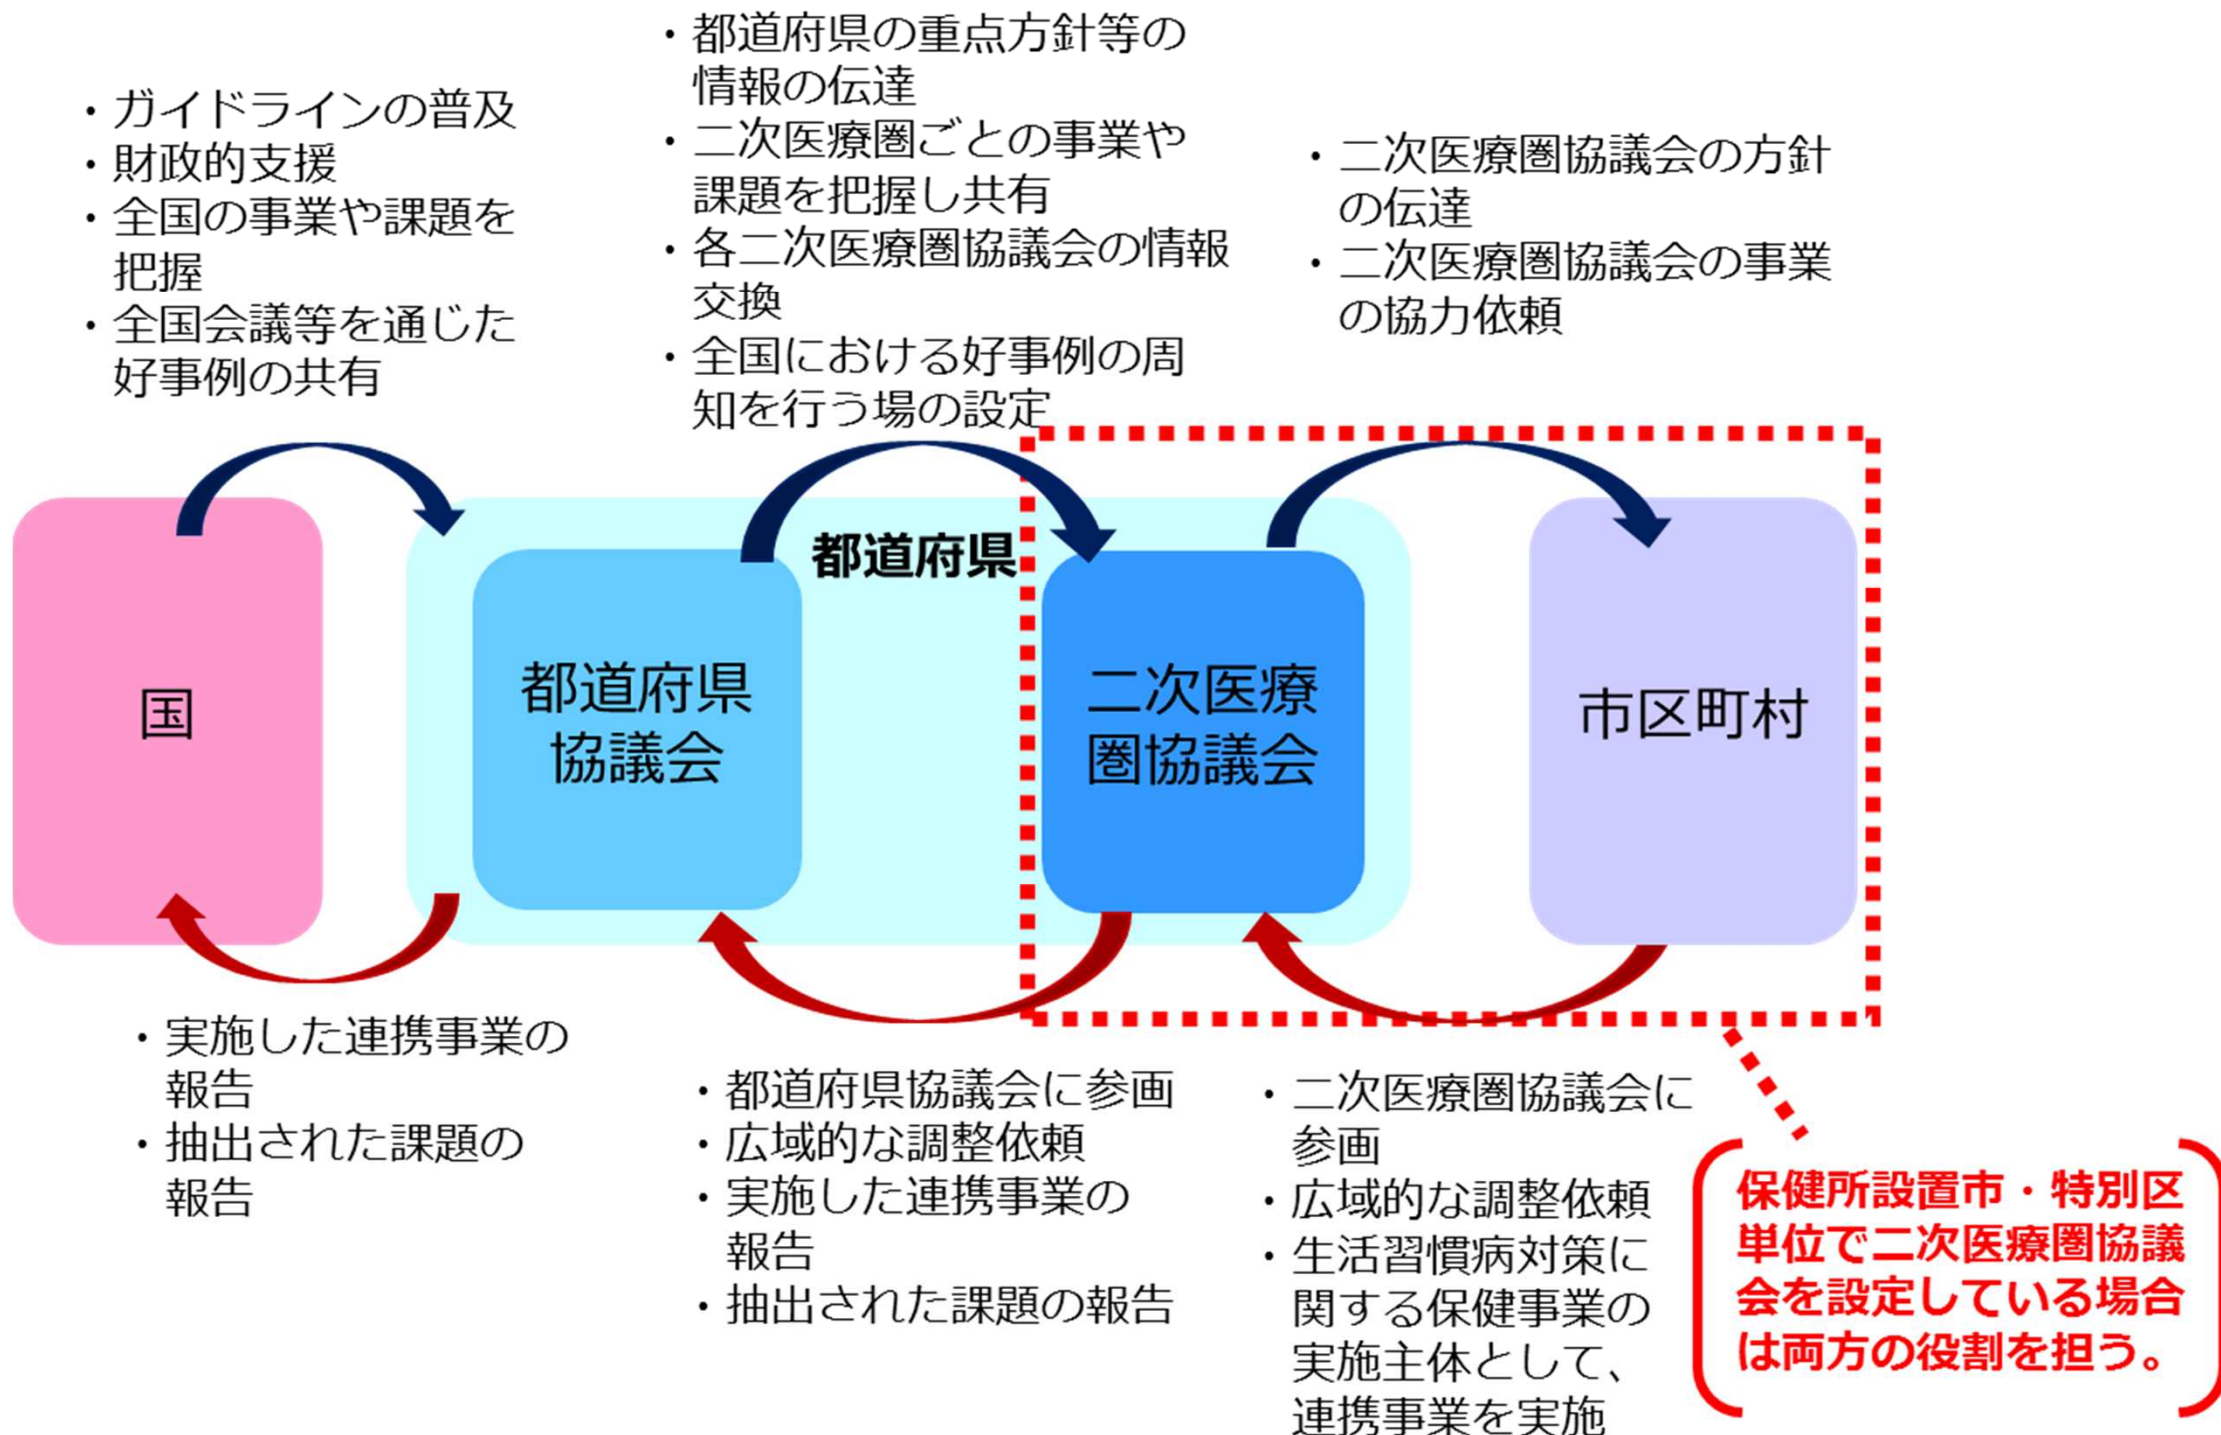 ・ガイドラインの普及
・財政的支援
・全国の事業や課題を
把握
・全国会議等を通じた
好事例の共有
・都道府県の重点方針等の
情報の伝達
・二次医療圏ごとの事業や
課題を把握し共有
・各二次医療圏協議会の情報
交換
・全国における好事例の周
知を行う場の設定
・二次医療圏協議会の方針
の伝達
・二次医療圏協議会の事業
の協力依頼
都道府県
国
都道府県
協議会
二次医療
圏協議会
市区町村
・実施した連携事業の
報告
・抽出された課題の
報告
・都道府県協議会に参画
・広域的な調整依頼
・実施した連携事業の
報告
・抽出された課題の報告
・二次医療圏協議会に
参画
・広域的な調整依頼
・生活習慣病対策に
関する保健事業の
実施主体として、
連携事業を実施
保健所設置市・特別区
単位で二次医療圏協議
会を設定している場合
は両方の役割を担う。